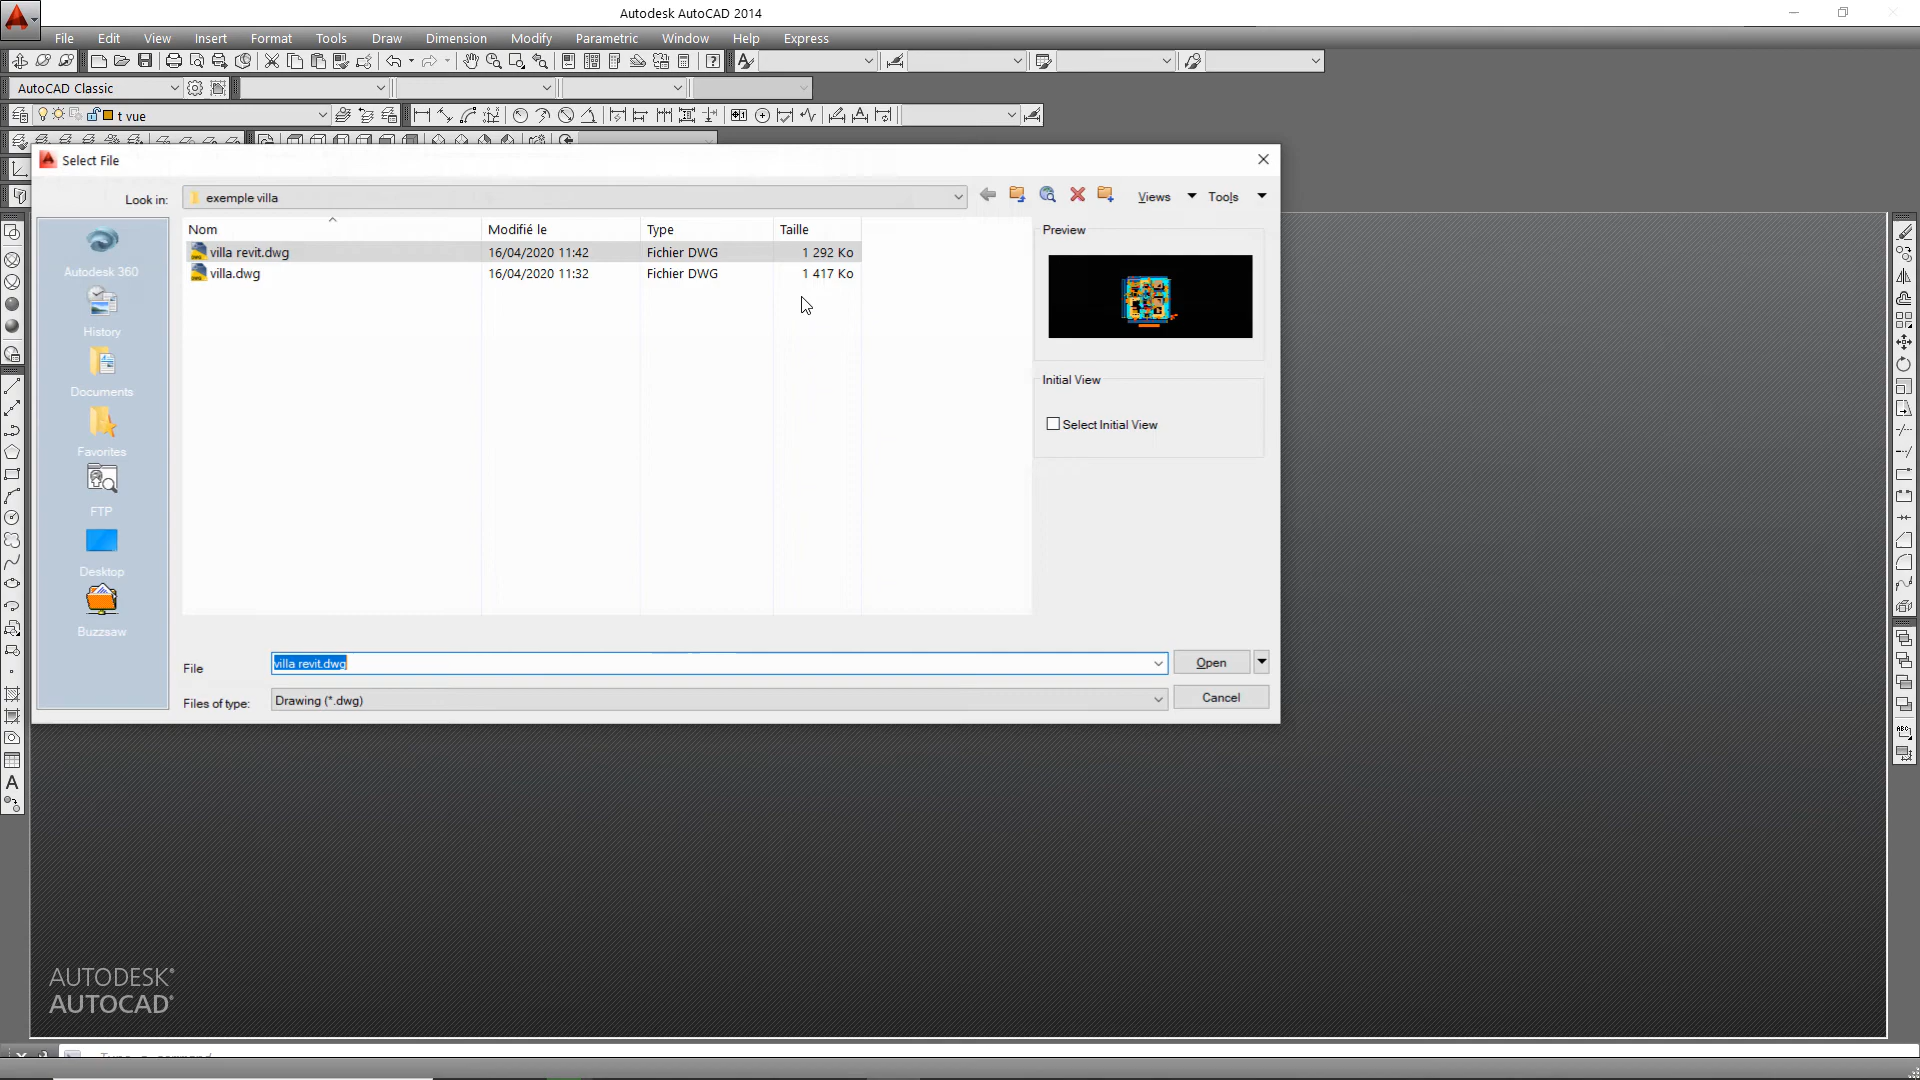 Autodesk AutoCAD 2014
File Edit View Insert Format Tools Draw Dimension Modify Parametric Window Help Express
AutoCAD Classic
t vue
Select File
Look in: exemple villa Views Tools
Nom Modifié le Type Taille
villa revit.dwg 16/04/2020 11:42 Fichier DWG 1 292 Ko
villa.dwg 16/04/2020 11:32 Fichier DWG 1 417 Ko
Autodesk 360
History
Documents
Favorites
FTP
Desktop
Buzzsaw
Preview
Initial View
Select Initial View
File villa revit.dwg Open
Files of type: Drawing (*.dwg) Cancel
AUTODESK®
AUTOCAD®
Type a command